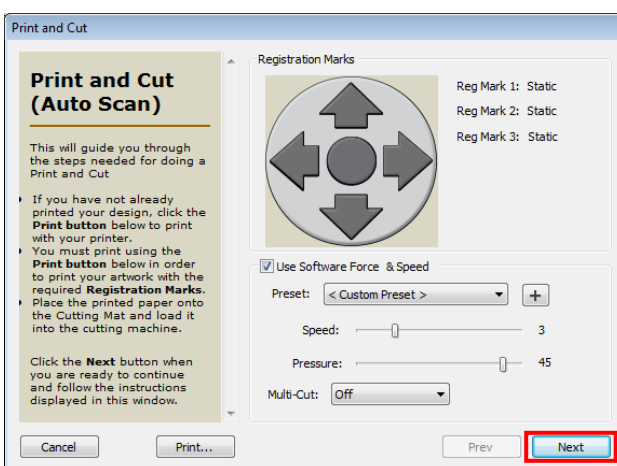 Print and Cut
Print and Cut
(Auto Scan)
This will guide you through
the steps needed for doing a
Print and Cut
If you have not already
printed your design, click the
Print button below to print
with your printer.
You must print using the
Print button below in order
to print your artwork with the
required Registration Marks.
Place the printed paper onto
the Cutting Mat and load it
into the cutting machine.
Click the Next button when
you are ready to continue
and follow the instructions
displayed in this window.
Registration Marks
Reg Mark 1: Static
Reg Mark 2: Static
Reg Mark 3: Static
Use Software Force & Speed
Preset: < Custom Preset > +
Speed: 3
Pressure: 45
Multi-Cut: Off
Cancel Print... Prev Next